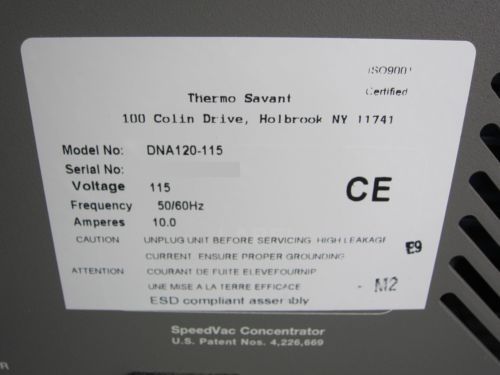 ISO9001
Certified
Thermo Savant
100 Colin Drive, Holbrook NY 11741
Model No: DNA120-115
Serial No:
Voltage 115
Frequency 50/60Hz
Amperes 10.0
CE
CAUTION UNPLUG UNIT BEFORE SERVICING HIGH LEAKAGE
CURRENT. ENSURE PROPER GROUNDING
E9
ATTENTION COURANT DE FUITE ELEVEFOURNIP
UNE MISE A LA TERRE EFFICACE
- M2
ESD compliant assembly
SpeedVac Concentrator
U.S. Patent Nos. 4,226,669
R